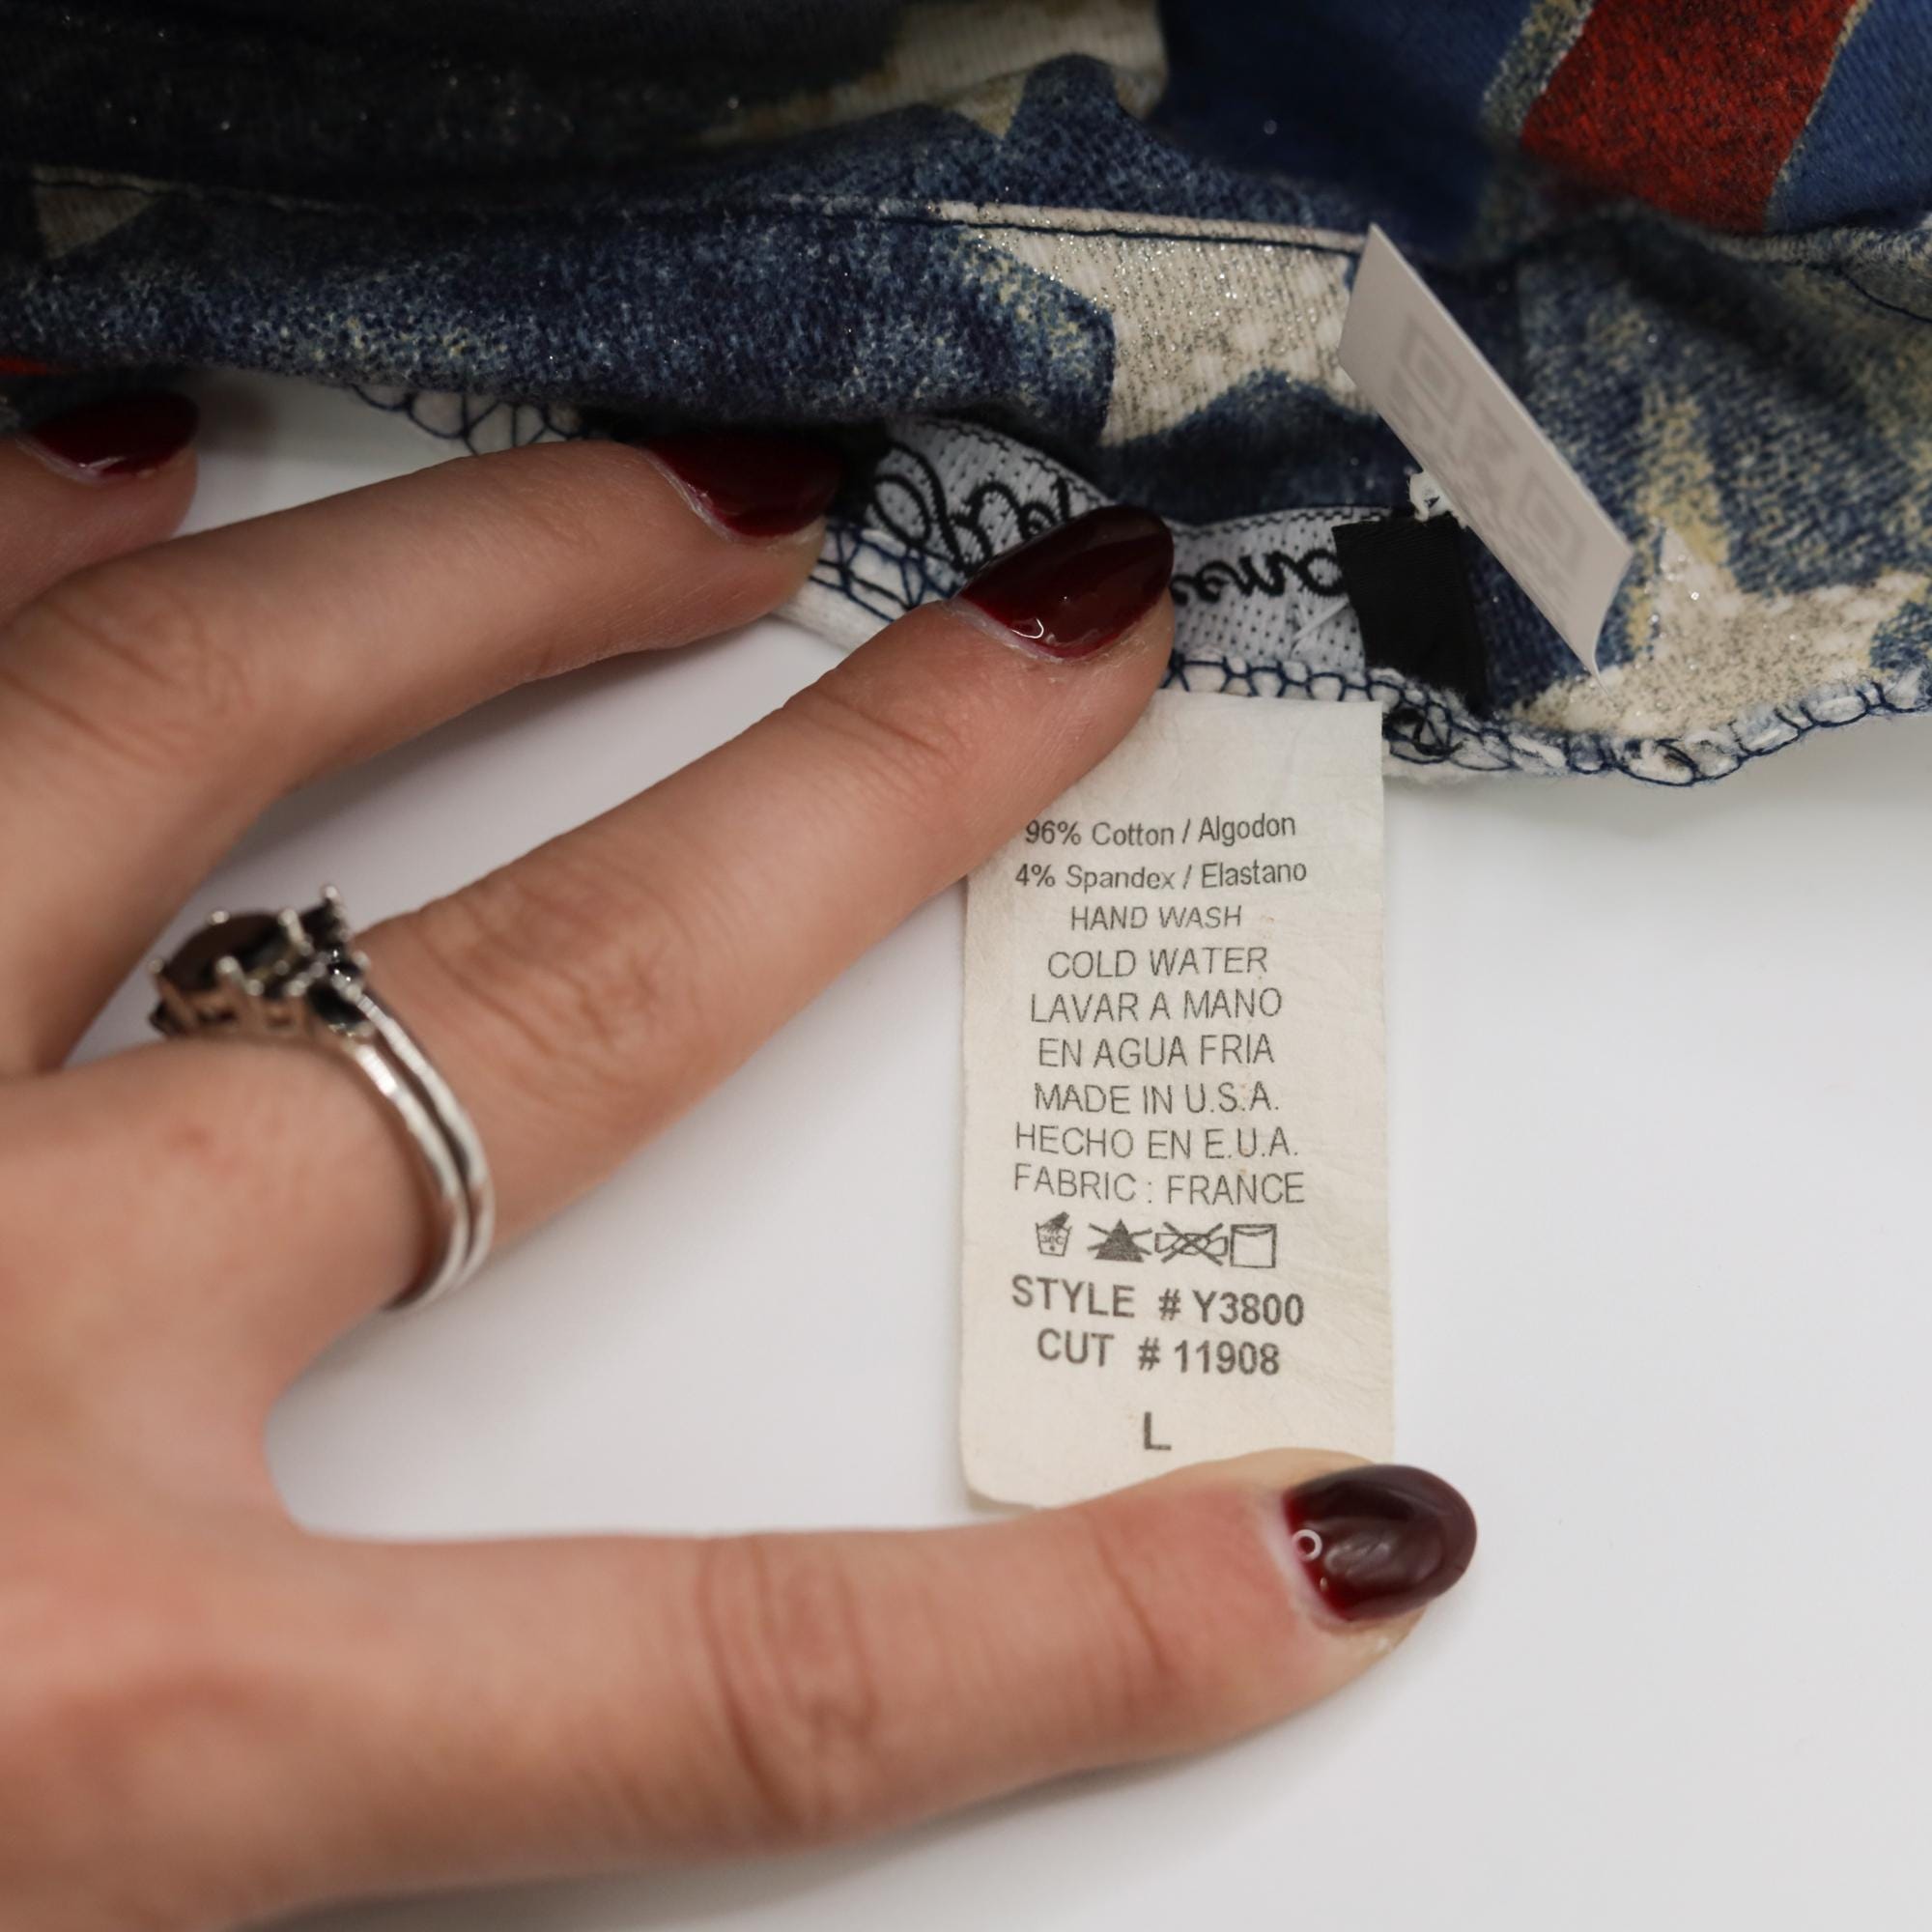 96% Cotton / Algodon
4% Spandex / Elastano
HAND WASH
COLD WATER
LAVAR A MANO
EN AGUA FRIA
MADE IN U.S.A.
HECHO EN E.U.A.
FABRIC : FRANCE
STYLE # Y3800
CUT # 11908
L